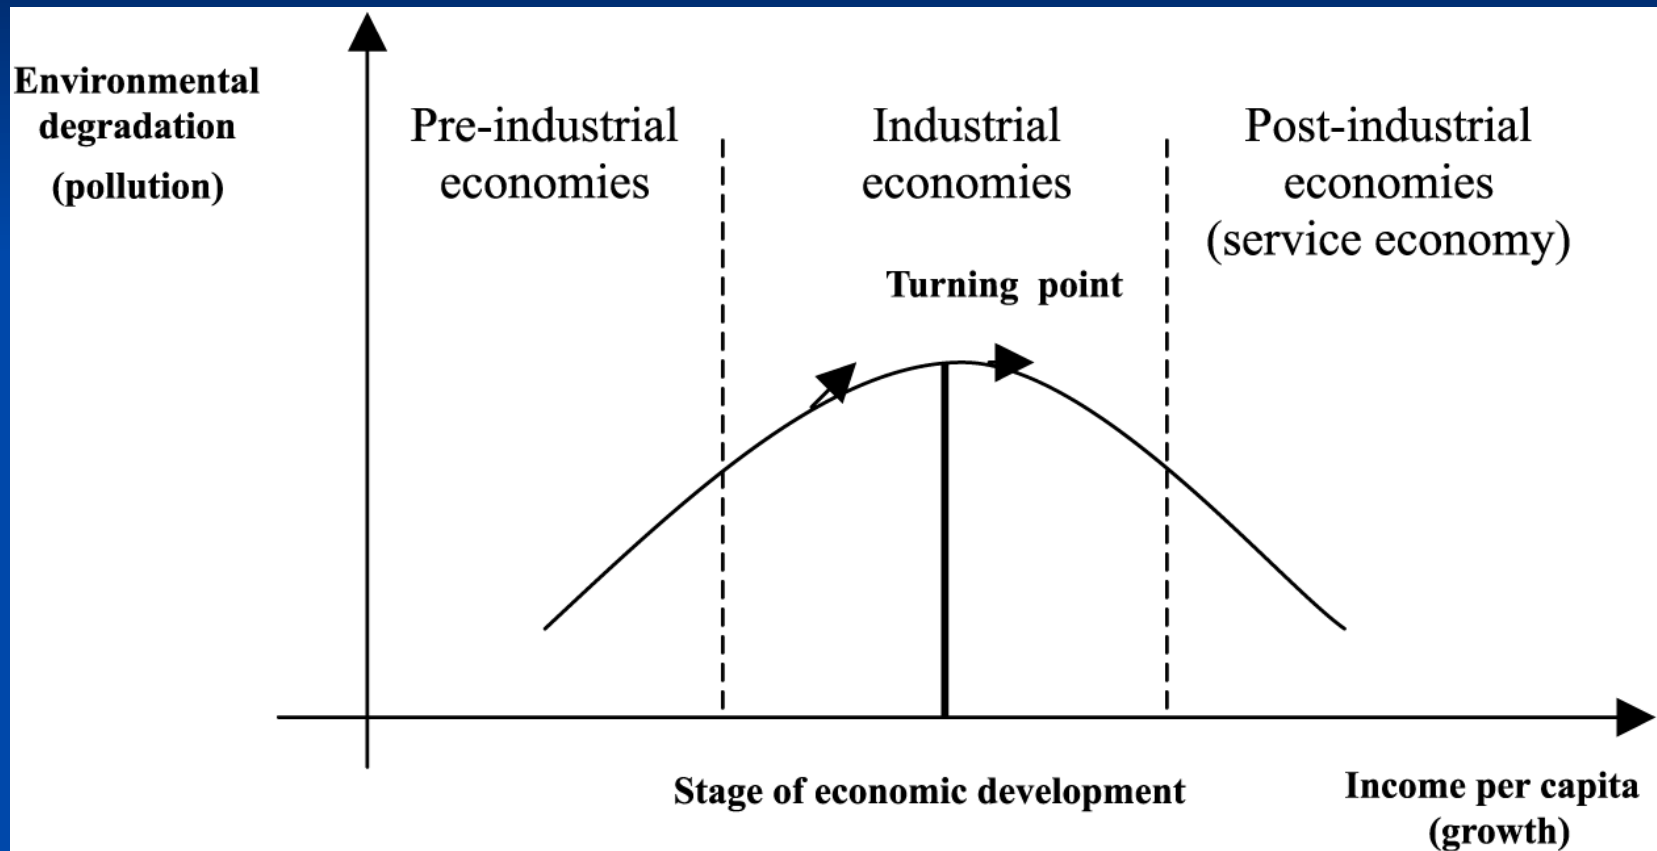 Environmental
degradation
(pollution)
Pre-industrial
economies
Industrial
economies
Post-industrial
economies
(service economy)
Turning point
Stage of economic development
Income per capita
(growth)